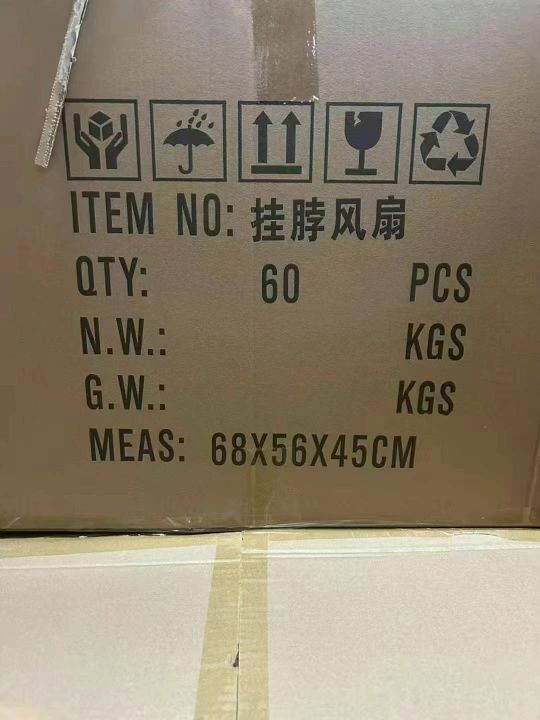 ITEM NO: 挂脖风扇
QTY: 60 PCS
N.W.: KGS
G.W.: KGS
MEAS: 68X56X45CM